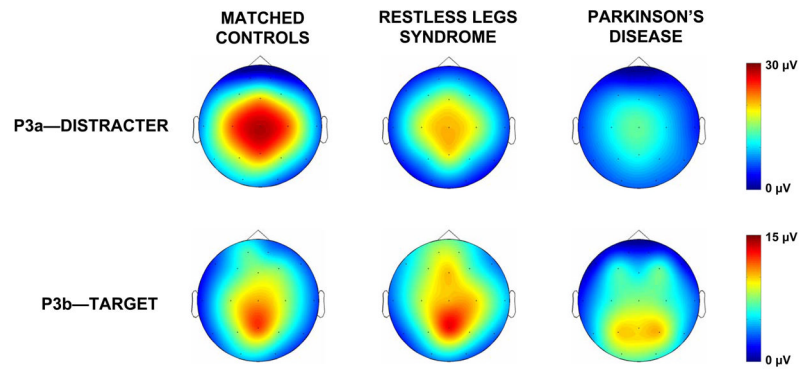 MATCHED
CONTROLS
RESTLESS LEGS
SYNDROME
PARKINSON'S
DISEASE
P3a—DISTRACTER
30 µV
0 µV
P3b—TARGET
15 µV
0 µV